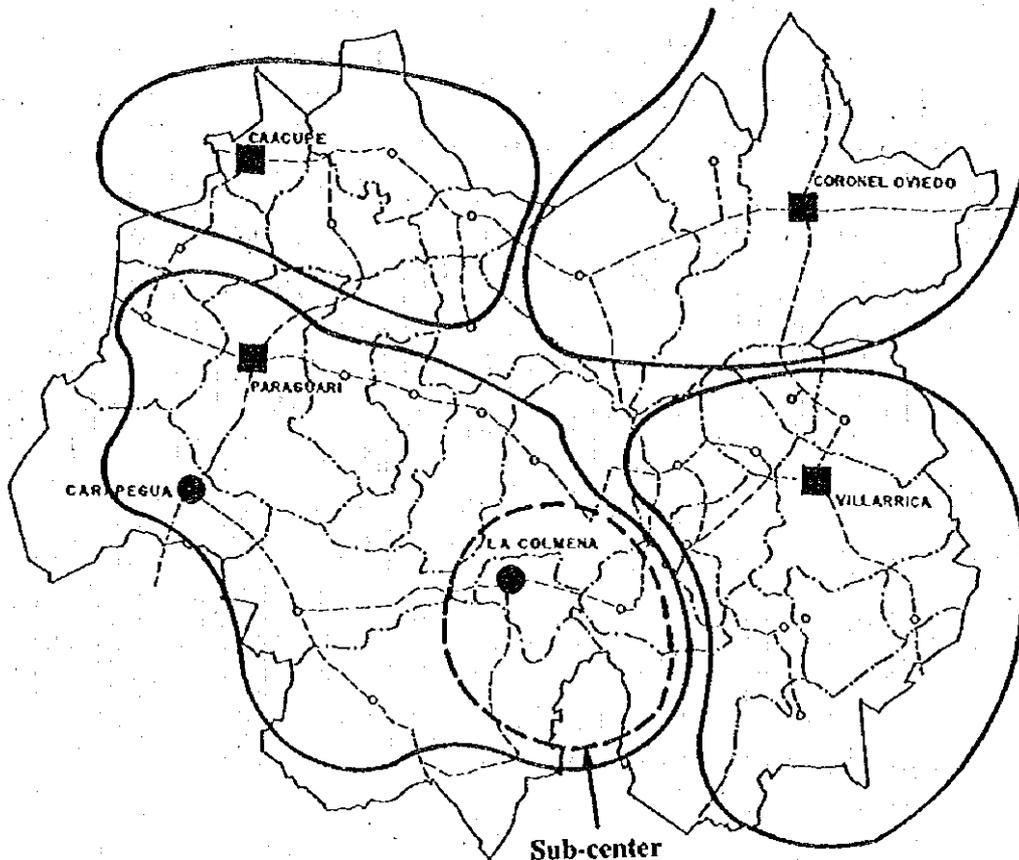 CAACUPE
CORONEL OVIEDO
PARAGUARI
CARAPEGUA
VILLARRICA
LA COLMENA
Sub-center